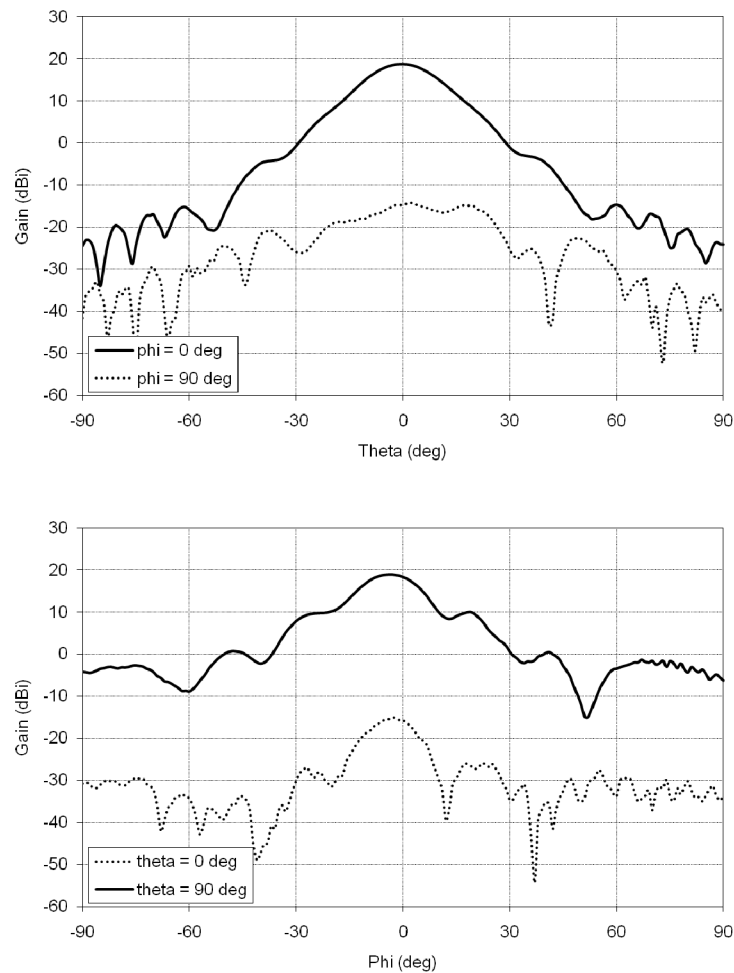 30
20
10
0
-10
-20
-30
-40
-50
-60
Gain (dBi)
phi = 0 deg
phi = 90 deg
-90 -60 -30 0 30 60 90
Theta (deg)
30
20
10
0
-10
-20
-30
-40
-50
-60
Gain (dBi)
theta = 0 deg
theta = 90 deg
-90 -60 -30 0 30 60 90
Phi (deg)